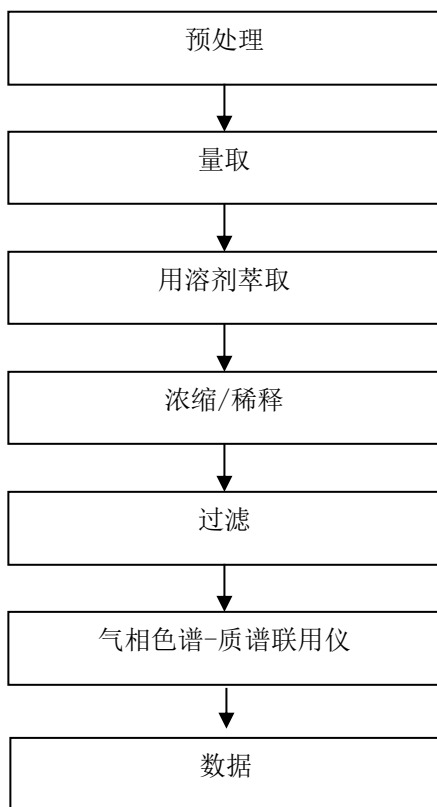 预处理
量取
用溶剂萃取
浓缩/稀释
过滤
气相色谱-质谱联用仪
数据